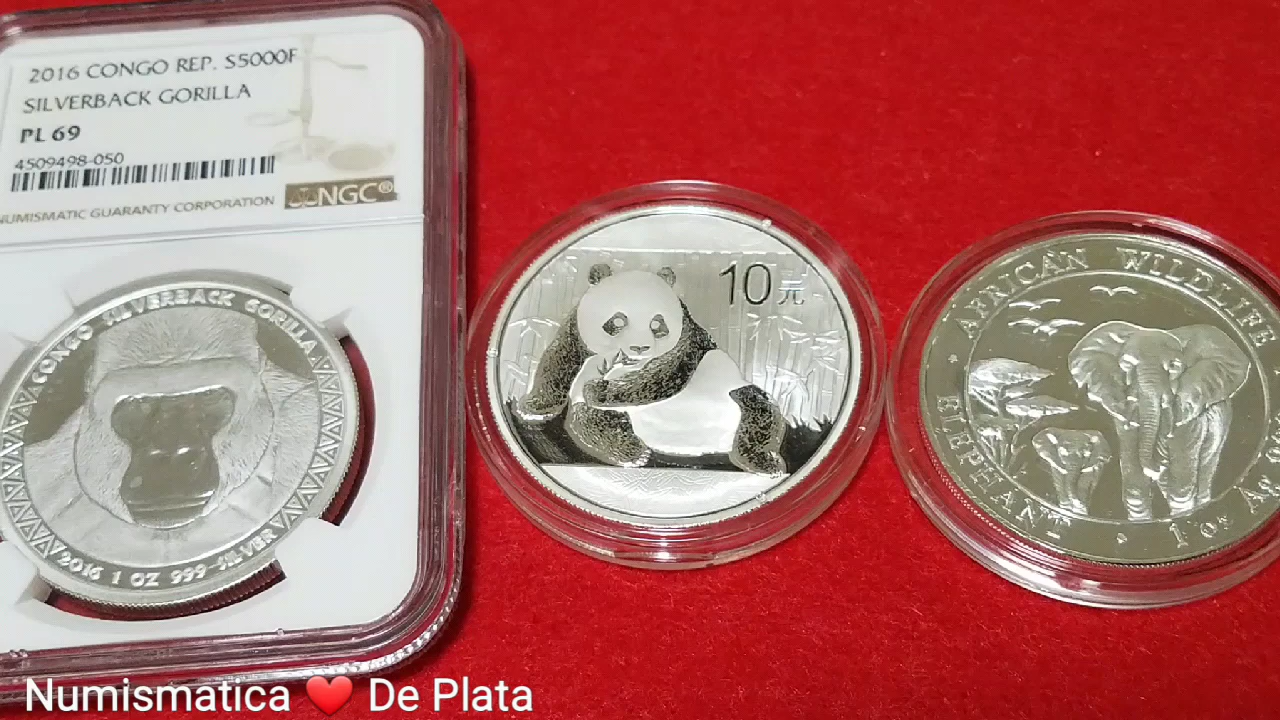 2016 CONGO REP. S5000F
SILVERBACK GORILLA
PL 69
4509498-050
NUMISMATIC GUARANTY CORPORATION
NGC®
CONGO SILVERBACK GORILLA
2016 1 OZ 999 SILVER
10元
AFRICAN WILDLIFE
ELEPHANT
1 oz Ag
Numismatica ❤️ De Plata